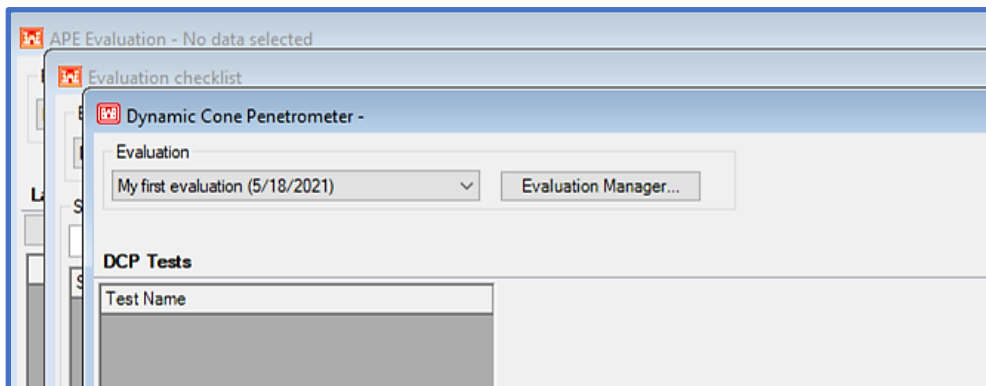 APE Evaluation - No data selected
Evaluation checklist
Dynamic Cone Penetrometer -
Evaluation
My first evaluation (5/18/2021)
Evaluation Manager...
DCP Tests
Test Name